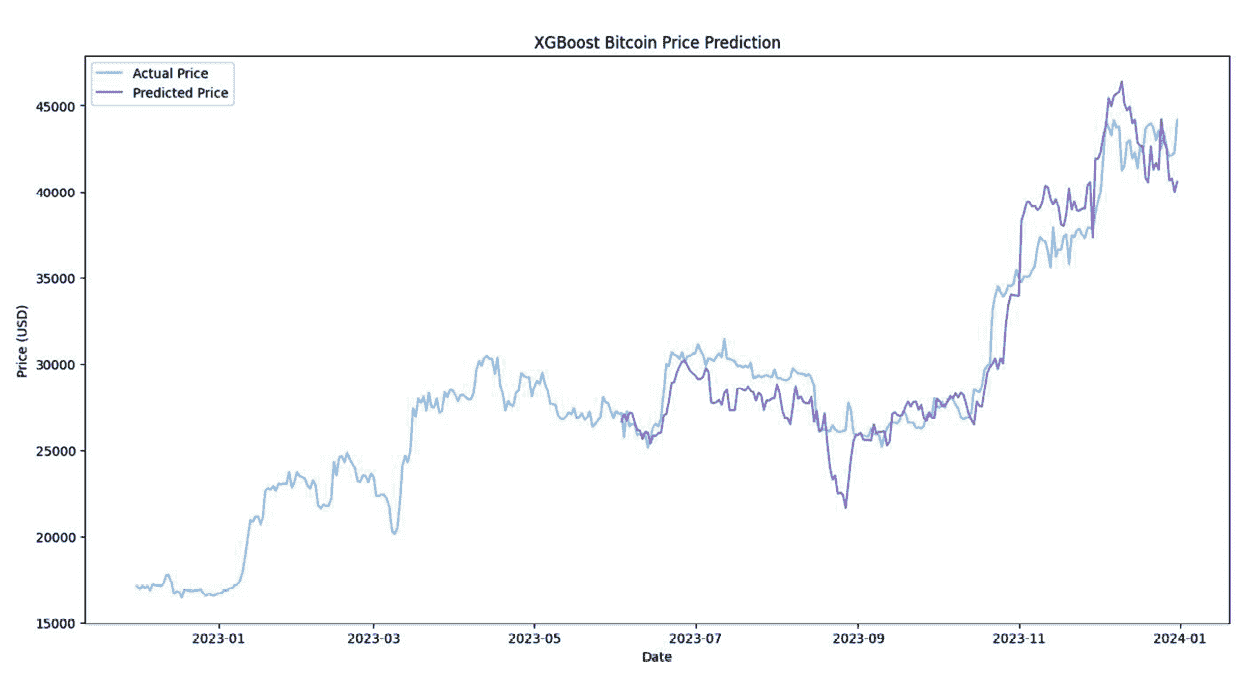 XGBoost Bitcoin Price Prediction
Actual Price
Predicted Price
45000
40000
35000
30000
25000
20000
15000
Price (USD)
2023-01 2023-03 2023-05 2023-07 2023-09 2023-11 2024-01
Date